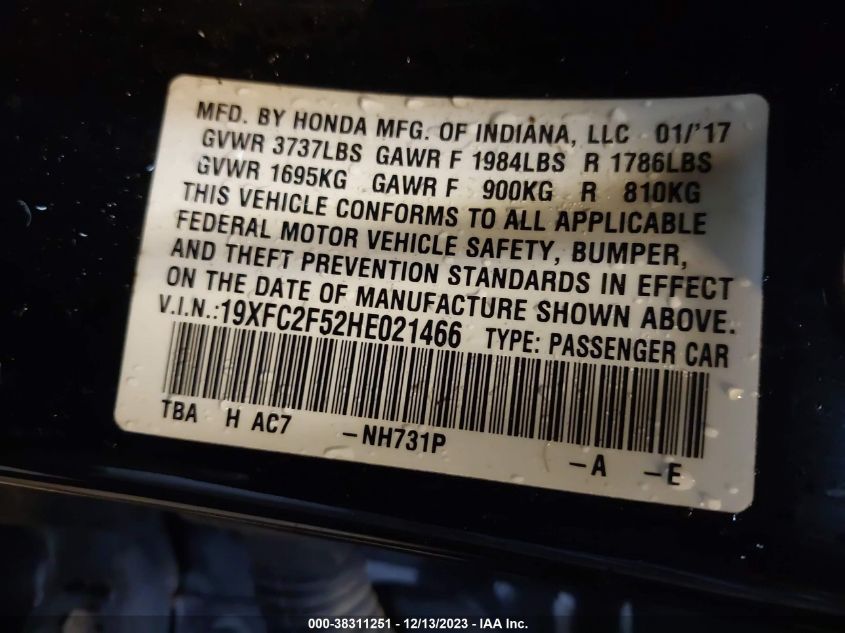 MFD. BY HONDA MFG. OF INDIANA, LLC 01/'17
GVWR 3737LBS GAWR F 1984LBS R 1786LBS
GVWR 1695KG GAWR F 900KG R 810KG
THIS VEHICLE CONFORMS TO ALL APPLICABLE
FEDERAL MOTOR VEHICLE SAFETY, BUMPER,
AND THEFT PREVENTION STANDARDS IN EFFECT
ON THE DATE OF MANUFACTURE SHOWN ABOVE.
V.I.N.:19XFC2F52HE021466 TYPE: PASSENGER CAR
TBA H AC7 -NH731P -A -E
000-38311251 - 12/13/2023 - IAA Inc.